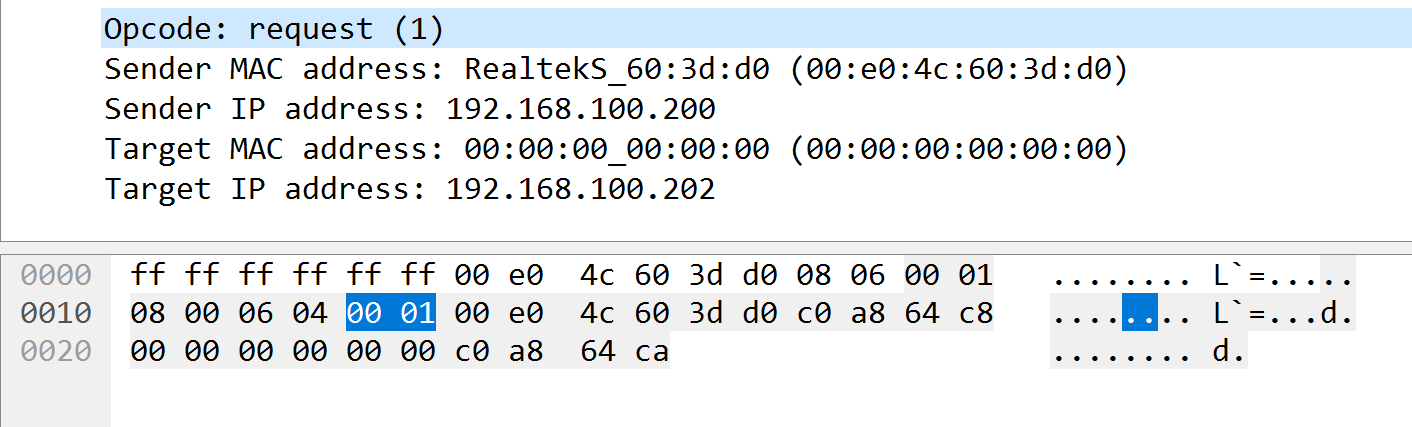 Opcode: request (1)
Sender MAC address: RealtekS_60:3d:d0 (00:e0:4c:60:3d:d0)
Sender IP address: 192.168.100.200
Target MAC address: 00:00:00_00:00:00 (00:00:00:00:00:00)
Target IP address: 192.168.100.202
0000 ff ff ff ff ff ff 00 e0 4c 60 3d d0 08 06 00 01 ........ L`=.....
0010 08 00 06 04 00 01 00 e0 4c 60 3d d0 c0 a8 64 c8 ........ L`=...d.
0020 00 00 00 00 00 00 c0 a8 64 ca ........ d.